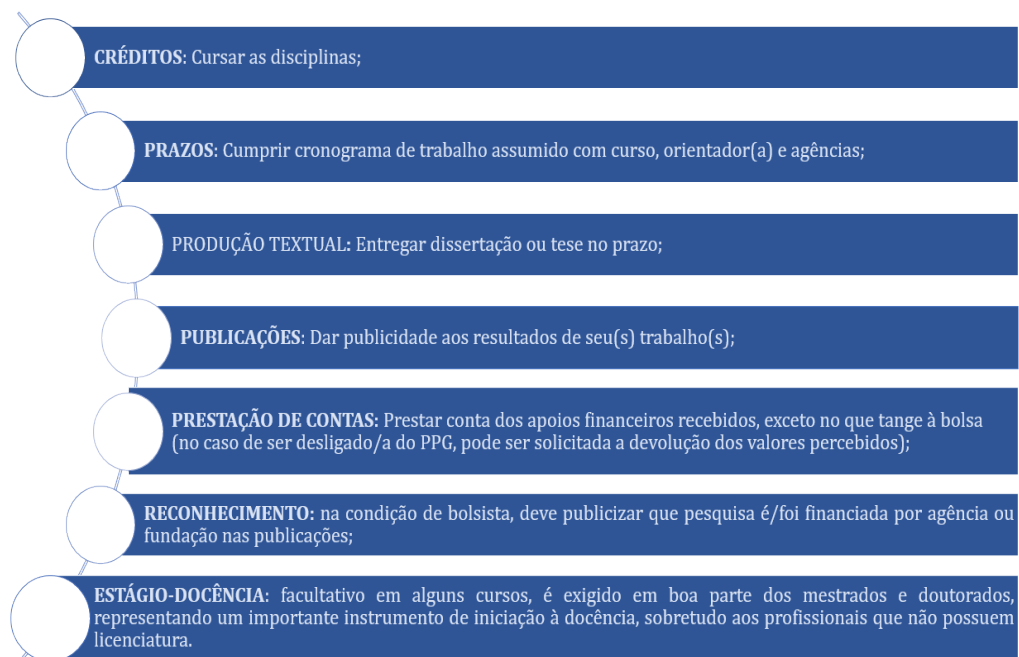 CRÉDITOS: Cursar as disciplinas;
PRAZOS: Cumprir cronograma de trabalho assumido com curso, orientador(a) e agências;
PRODUÇÃO TEXTUAL: Entregar dissertação ou tese no prazo;
PUBLICAÇÕES: Dar publicidade aos resultados de seu(s) trabalho(s);
PRESTAÇÃO DE CONTAS: Prestar conta dos apoios financeiros recebidos, exceto no que tange à bolsa
(no caso de ser desligado/a do PPG, pode ser solicitada a devolução dos valores percebidos);
RECONHECIMENTO: na condição de bolsista, deve publicizar que pesquisa é/foi financiada por agência ou
fundação nas publicações;
ESTÁGIO-DOCÊNCIA: facultativo em alguns cursos, é exigido em boa parte dos mestrados e doutorados,
representando um importante instrumento de iniciação à docência, sobretudo aos profissionais que não possuem
licenciatura.